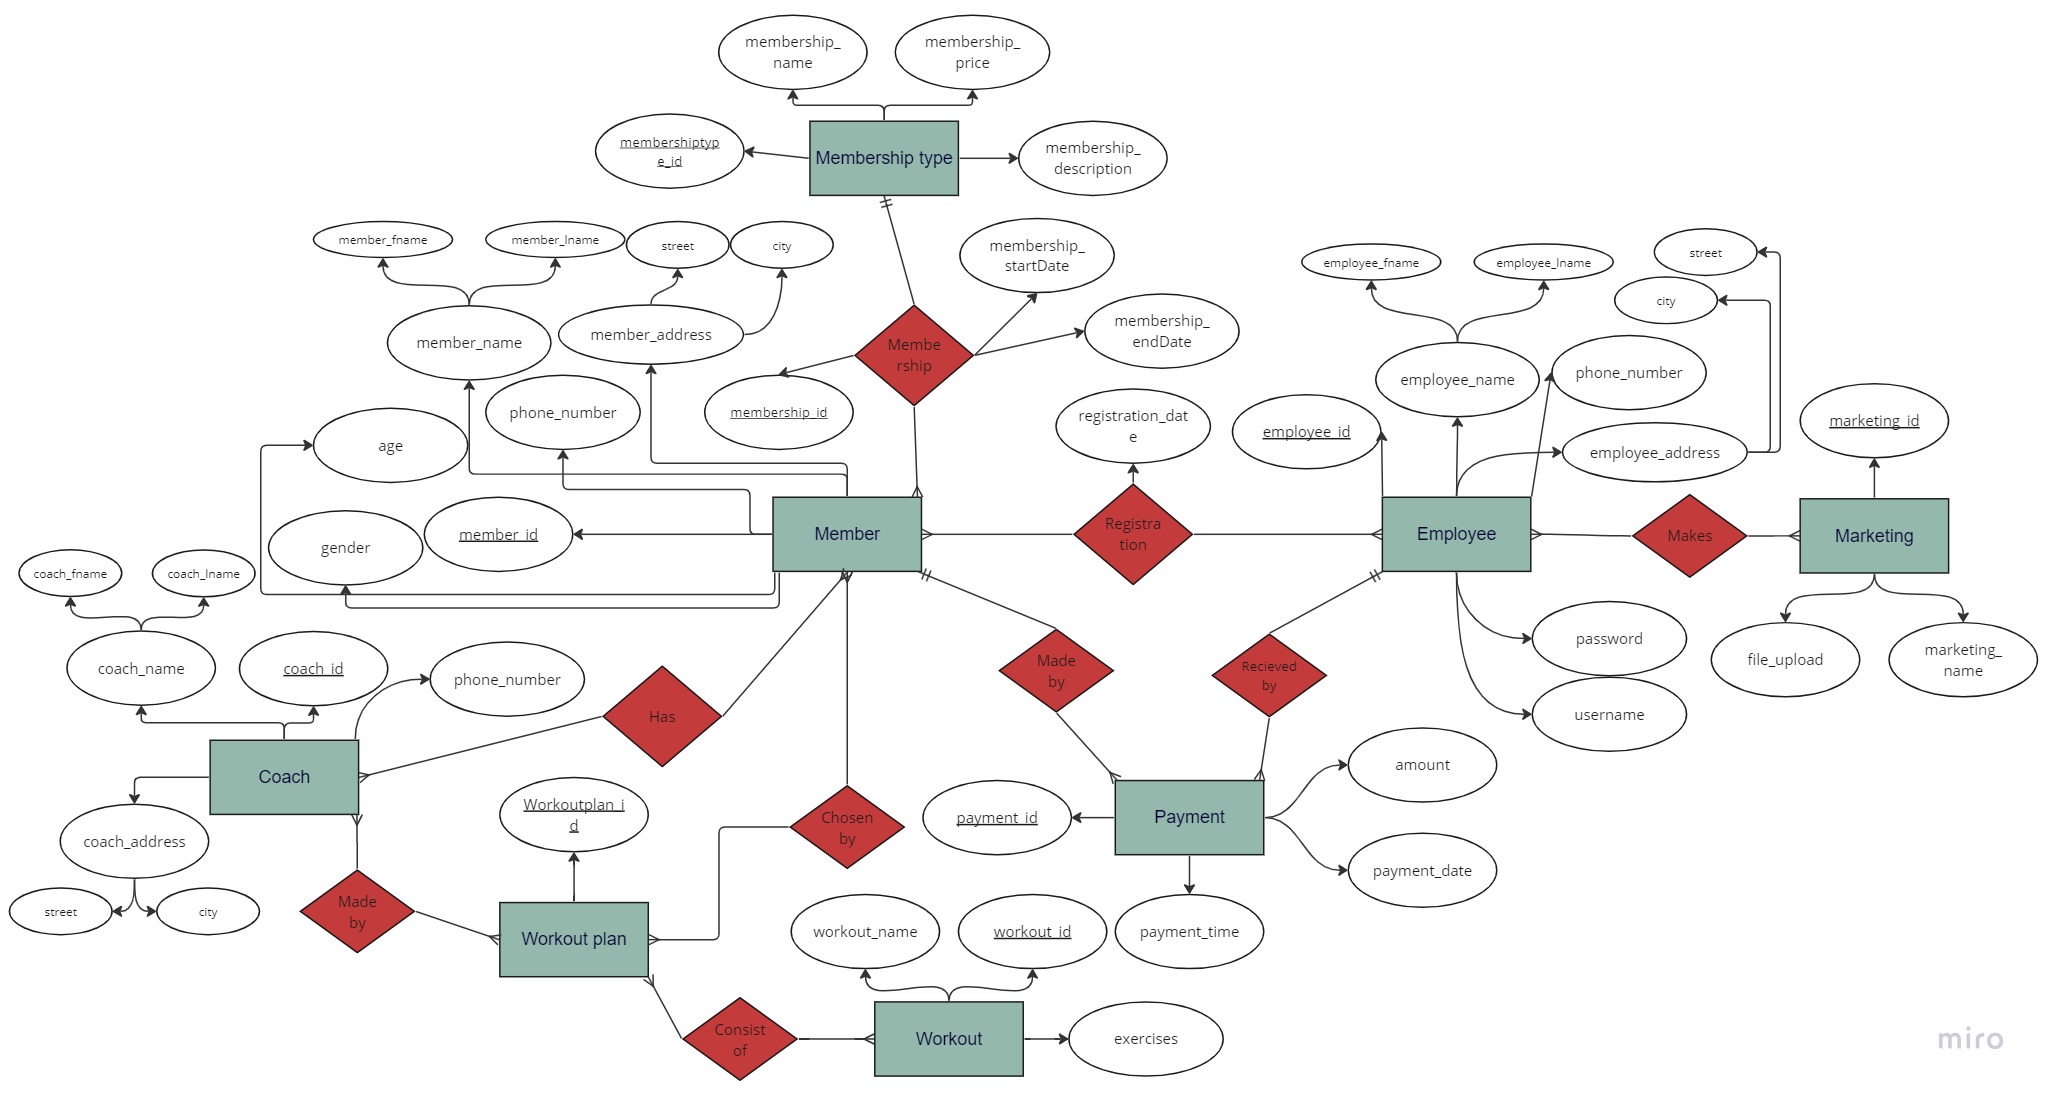 membership_
name
membership_
price
membershiptyp
e_id
Membership type
membership_
description
member_fname
member_lname
street
city
membership_
startDate
employee_fname
employee_lname
street
city
member_name
member_address
Membe
rship
membership_
endDate
employee_name
phone_number
age
phone_number
membership_id
registration_dat
e
employee_id
employee_address
marketing_id
gender
member_id
Member
Registra
tion
Employee
Makes
Marketing
coach_fname
coach_lname
coach_name
coach_id
phone_number
Has
Made
by
Recieved
by
password
username
file_upload
marketing_
name
Coach
coach_address
street
city
Made
by
Workoutplan_i
d
Workout plan
Chosen
by
payment_id
Payment
amount
payment_date
payment_time
workout_name
workout_id
Consist
of
Workout
exercises
miro